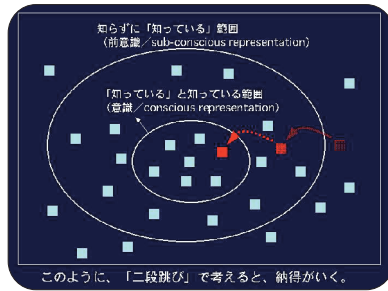 知らずに「知っている」範囲
（前意識／sub-conscious representation）
「知っている」と知っている範囲
（意識／conscious representation）
このように、「二段跳び」で考えると、納得がいく。